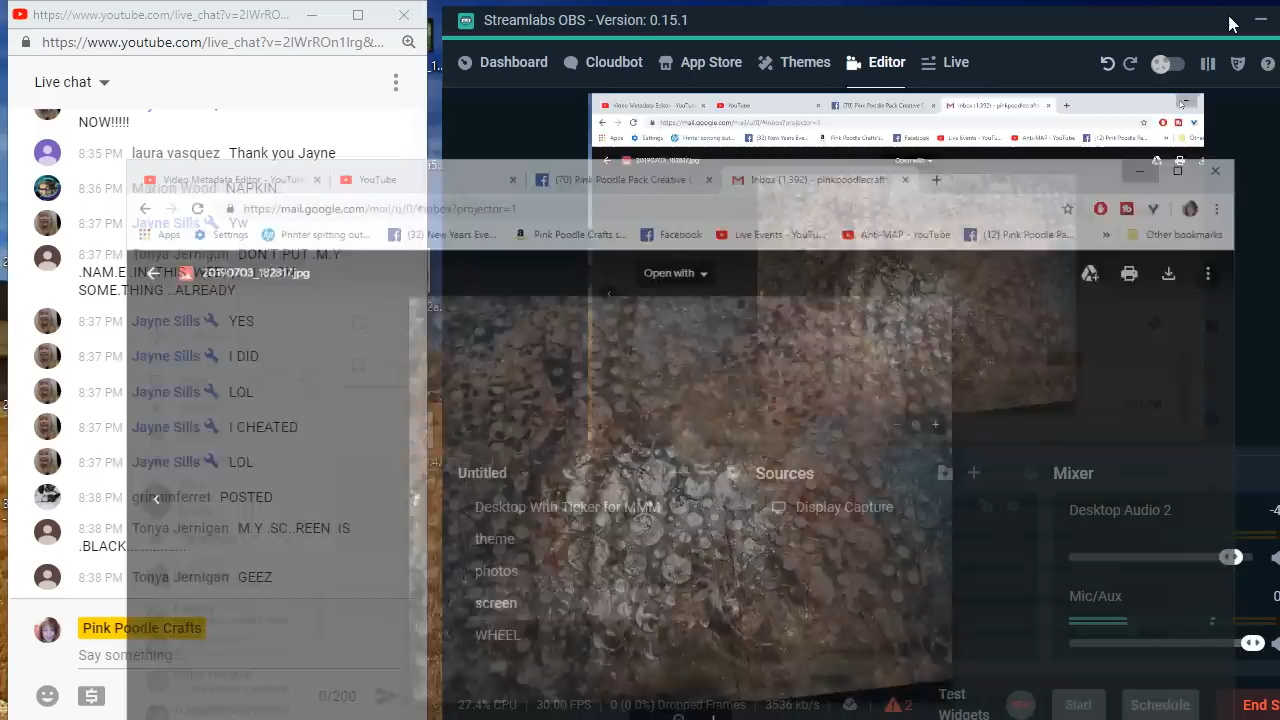 https://www.youtube.com/live_chat?v=2IWrRO...
https://www.youtube.com/live_chat?v=2IWrROn1Irg&...
Live chat
NOW!!!!!
8:35 PM laura vasquez Thank you Jayne
8:36 PM Marion Wood NAPKIN
Jayne Sills Yw
8:37 PM Tonya Jernigan DON'T PUT .M.Y
SOME.THING ..ALREADY
8:37 PM Jayne Sills YES
8:37 PM Jayne Sills I DID
8:37 PM Jayne Sills LOL
8:37 PM Jayne Sills I CHEATED
8:37 PM Jayne Sills LOL
8:38 PM grim inferret POSTED
8:38 PM Tonya Jernigan M.Y .SC..REEN .IS
.BLACK................
8:38 PM Tonya Jernigan GEEZ
Pink Poodle Crafts
Say something...
0/200
Streamlabs OBS - Version: 0.15.1
Dashboard Cloudbot App Store Themes Editor Live
Video Metadata Editor - YouTu YouTube (70) Pink Poodle Pack Creative ( Inbox (1,392) - pinkpoodlecraft
https://mail.google.com/mail/u/0/#inbox?projector=1
Apps Settings Printer spitting out... (32) New Years Eve... Pink Poodle Crafts s... Facebook Live Events - YouTu... Anti-MAP - YouTube (12) Pink Poodle Pa... » Other bookmarks
20190703_182817.jpg
Open with
Untitled
Desktop With Ticker for MMM
theme
photos
screen
WHEEL
Sources
Display Capture
Mixer
Desktop Audio 2
Mic/Aux
27.4% CPU 30.00 FPS 0 (0.0%) Dropped Frames 3536 kb/s 2
Test
Widgets
REC
Start
Schedule
End S